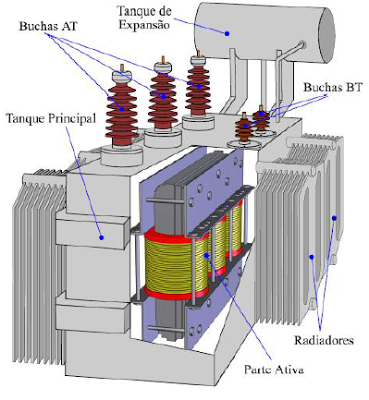 Tanque de
Expansão
Buchas AT
Buchas BT
Tanque Principal
Radiadores
Parte Ativa